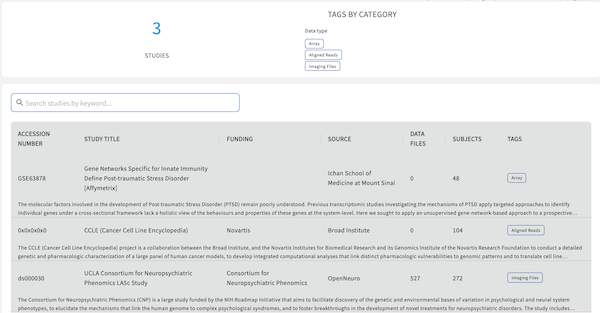 3
STUDIES
TAGS BY CATEGORY
Data type
Array
Aligned Reads
Imaging Files
Search studies by keyword...
ACCESSION NUMBER STUDY TITLE FUNDING SOURCE DATA FILES SUBJECTS TAGS
GSE63878 Gene Networks Specific for Innate Immunity Define Post-traumatic Stress Disorder [Affymetrix] Ichan School of Medicine at Mount Sinai 0 48 Array
The molecular factors involved in the development of Post-traumatic Stress Disorder (PTSD) remain poorly understood. Previous transcriptomic studies investigating the mechanisms of PTSD apply targeted approaches to identify
individual genes under a cross-sectional framework lack a holistic view of the behaviours and properties of these genes at the system-level. Here we sought to apply an unsupervised gene-network-based approach to a prospective...
0x0x0x0x0 CCLE (Cancer Cell Line Encyclopedia) Novartis Broad Institute 0 104 Aligned Reads
The CCLE (Cancer Cell Line Encyclopedia) project is a collaboration between the Broad Institute, and the Novartis Institutes for Biomedical Research and its Genomics Institute of the Novartis Research Foundation to conduct a detailed
genetic and pharmacologic characterization of a large panel of human cancer models, to develop integrated computational analyses that link distinct pharmacologic vulnerabilities to genomic patterns and to translate cell line...
ds000030 UCLA Consortium for Neuropsychiatric Phenomics LA5c Study Consortium for Neuropsychiatric Phenomics OpenNeuro 527 272 Imaging Files
The Consortium for Neuropsychiatric Phenomics (CNP) is a large study funded by the NIH Roadmap Initiative that aims to facilitate discovery of the genetic and environmental bases of variation in psychological and neural system
phenotypes, to elucidate the mechanisms that link the human genome to complex psychological syndromes, and to foster breakthroughs in the development of novel treatments for neuropsychiatric disorders. The study includes...